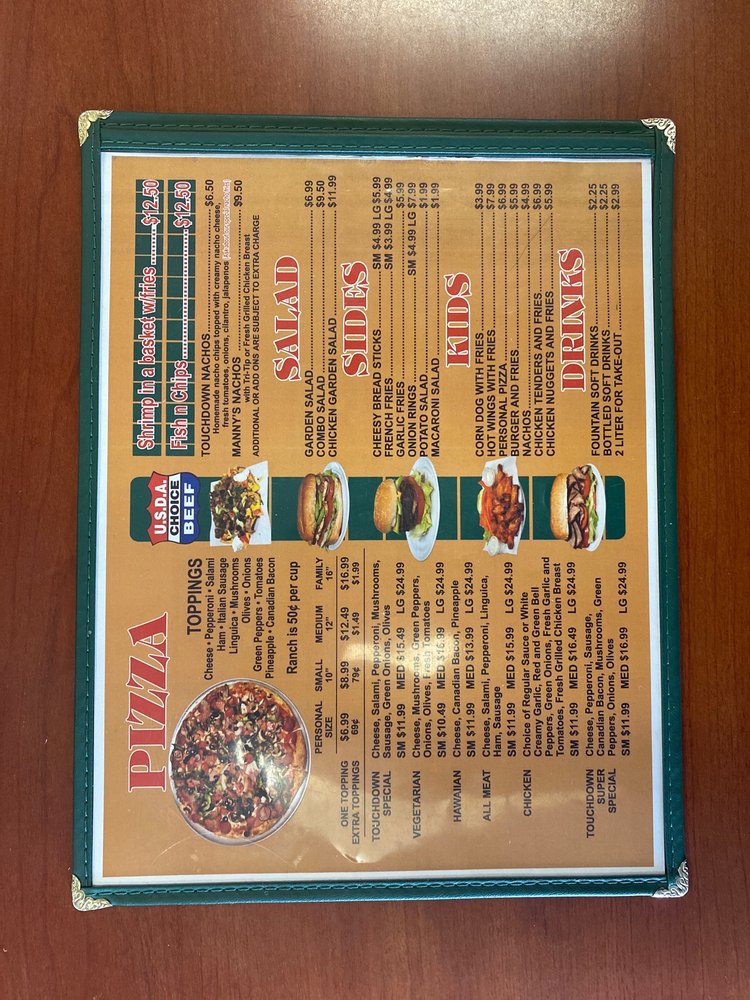 PIZZA
TOPPINGS
Cheese • Pepperoni • Salami
Ham • Italian Sausage
Linguica • Mushrooms
Olives • Onions
Green Peppers • Tomatoes
Pineapple • Canadian Bacon
Ranch is 50¢ per cup
PERSONAL SMALL MEDIUM FAMILY
SIZE 10" 12" 16"
ONE TOPPING $6.99 $8.99 $12.49 $16.99
EXTRA TOPPINGS 69¢ 79¢ $1.49 $1.99
TOUCHDOWN Cheese, Salami, Pepperoni, Mushrooms,
SPECIAL Sausage, Green Onions, Olives
SM $11.99 MED $15.49 LG $24.99
VEGETARIAN Cheese, Mushrooms, Green Peppers,
Onions, Olives, Fresh Tomatoes
SM $10.49 MED $16.99 LG $24.99
HAWAIIAN Cheese, Canadian Bacon, Pineapple
SM $11.99 MED $13.99 LG $24.99
ALL MEAT Cheese, Salami, Pepperoni, Linguica,
Ham, Sausage
SM $11.99 MED $15.99 LG $24.99
CHICKEN Choice of Regular Sauce or White
Creamy Garlic, Red and Green Bell
Peppers, Green Onions, Fresh Garlic and
Tomatoes, Fresh Grilled Chicken Breast
SM $11.99 MED $16.49 LG $24.99
TOUCHDOWN Cheese, Pepperoni, Sausage,
SUPER Canadian Bacon, Mushrooms, Green
SPECIAL Peppers, Onions, Olives
SM $11.99 MED $16.99 LG $24.99
U.S.D.A.
CHOICE
BEEF
Shrimp in a basket w/fries ........ $12.50
Fish n Chips ........ $12.50
TOUCHDOWN NACHOS ........ $6.50
Homemade nacho chips topped with creamy nacho cheese,
fresh tomatoes, onions, cilantro, jalapenos
MANNY'S NACHOS ........ $9.50
with Tri-Tip or Fresh Grilled Chicken Breast
ADDITIONAL OR ADD ONS ARE SUBJECT TO EXTRA CHARGE
SALAD
GARDEN SALAD ........ $6.99
COMBO SALAD ........ $9.50
CHICKEN GARDEN SALAD ........ $11.99
SIDES
CHEESY BREAD STICKS ........ SM $4.99 LG $5.99
FRENCH FRIES ........ SM $3.99 LG $4.99
GARLIC FRIES ........ $5.99
ONION RINGS ........ SM $4.99 LG $7.99
POTATO SALAD ........ $1.99
MACARONI SALAD ........ $1.99
KIDS
CORNDOG WITH FRIES ........ $3.99
HOT WINGS WITH FRIES ........ $7.99
PERSONAL PIZZA ........ $6.99
BURGER AND FRIES ........ $5.99
NACHOS ........ $4.99
CHICKEN TENDERS AND FRIES ........ $6.99
CHICKEN NUGGETS AND FRIES ........ $5.99
DRINKS
FOUNTAIN SOFT DRINKS ........ $2.25
BOTTLED SOFT DRINKS ........ $2.25
2 LITER FOR TAKE-OUT ........ $2.99